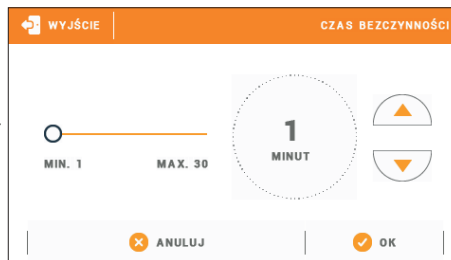 WYJŚCIE
CZAS BEZCZYNNOŚCI
1
MINUT
MIN. 1
MAX. 30
ANULUJ
OK